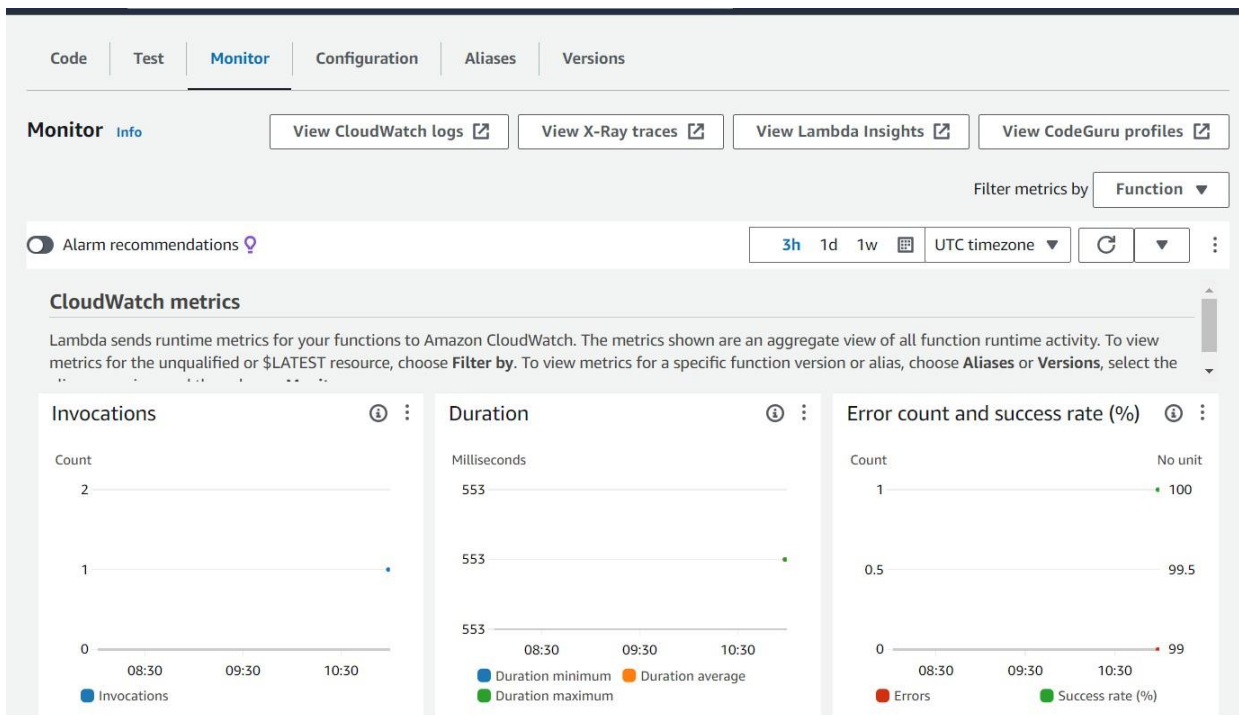 Code Test Monitor Configuration Aliases Versions
Monitor Info View CloudWatch logs View X-Ray traces View Lambda Insights View CodeGuru profiles
Filter metrics by Function
Alarm recommendations 3h 1d 1w UTC timezone
CloudWatch metrics
Lambda sends runtime metrics for your functions to Amazon CloudWatch. The metrics shown are an aggregate view of all function runtime activity. To view
metrics for the unqualified or $LATEST resource, choose Filter by. To view metrics for a specific function version or alias, choose Aliases or Versions, select the
Invocations
Count
2
1
0
08:30 09:30 10:30
Invocations
Duration
Milliseconds
553
553
553
08:30 09:30 10:30
Duration minimum Duration average
Duration maximum
Error count and success rate (%)
Count No unit
1 100
0.5 99.5
0 99
08:30 09:30 10:30
Errors Success rate (%)